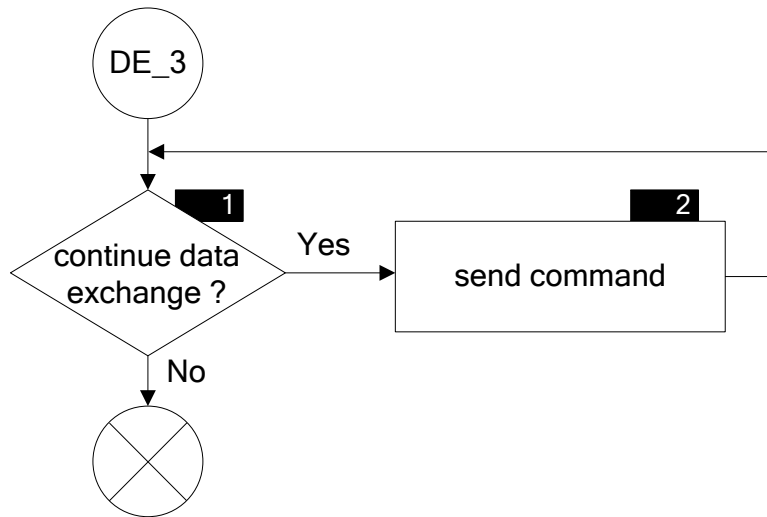 DE_3
1
continue data
exchange ?
Yes
2
send command
No